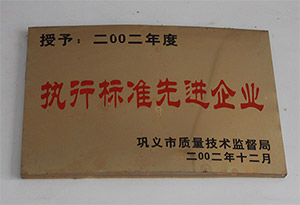 授予：二00二年度
执行标准先进企业
巩义市质量技术监督局
二00二年十二月